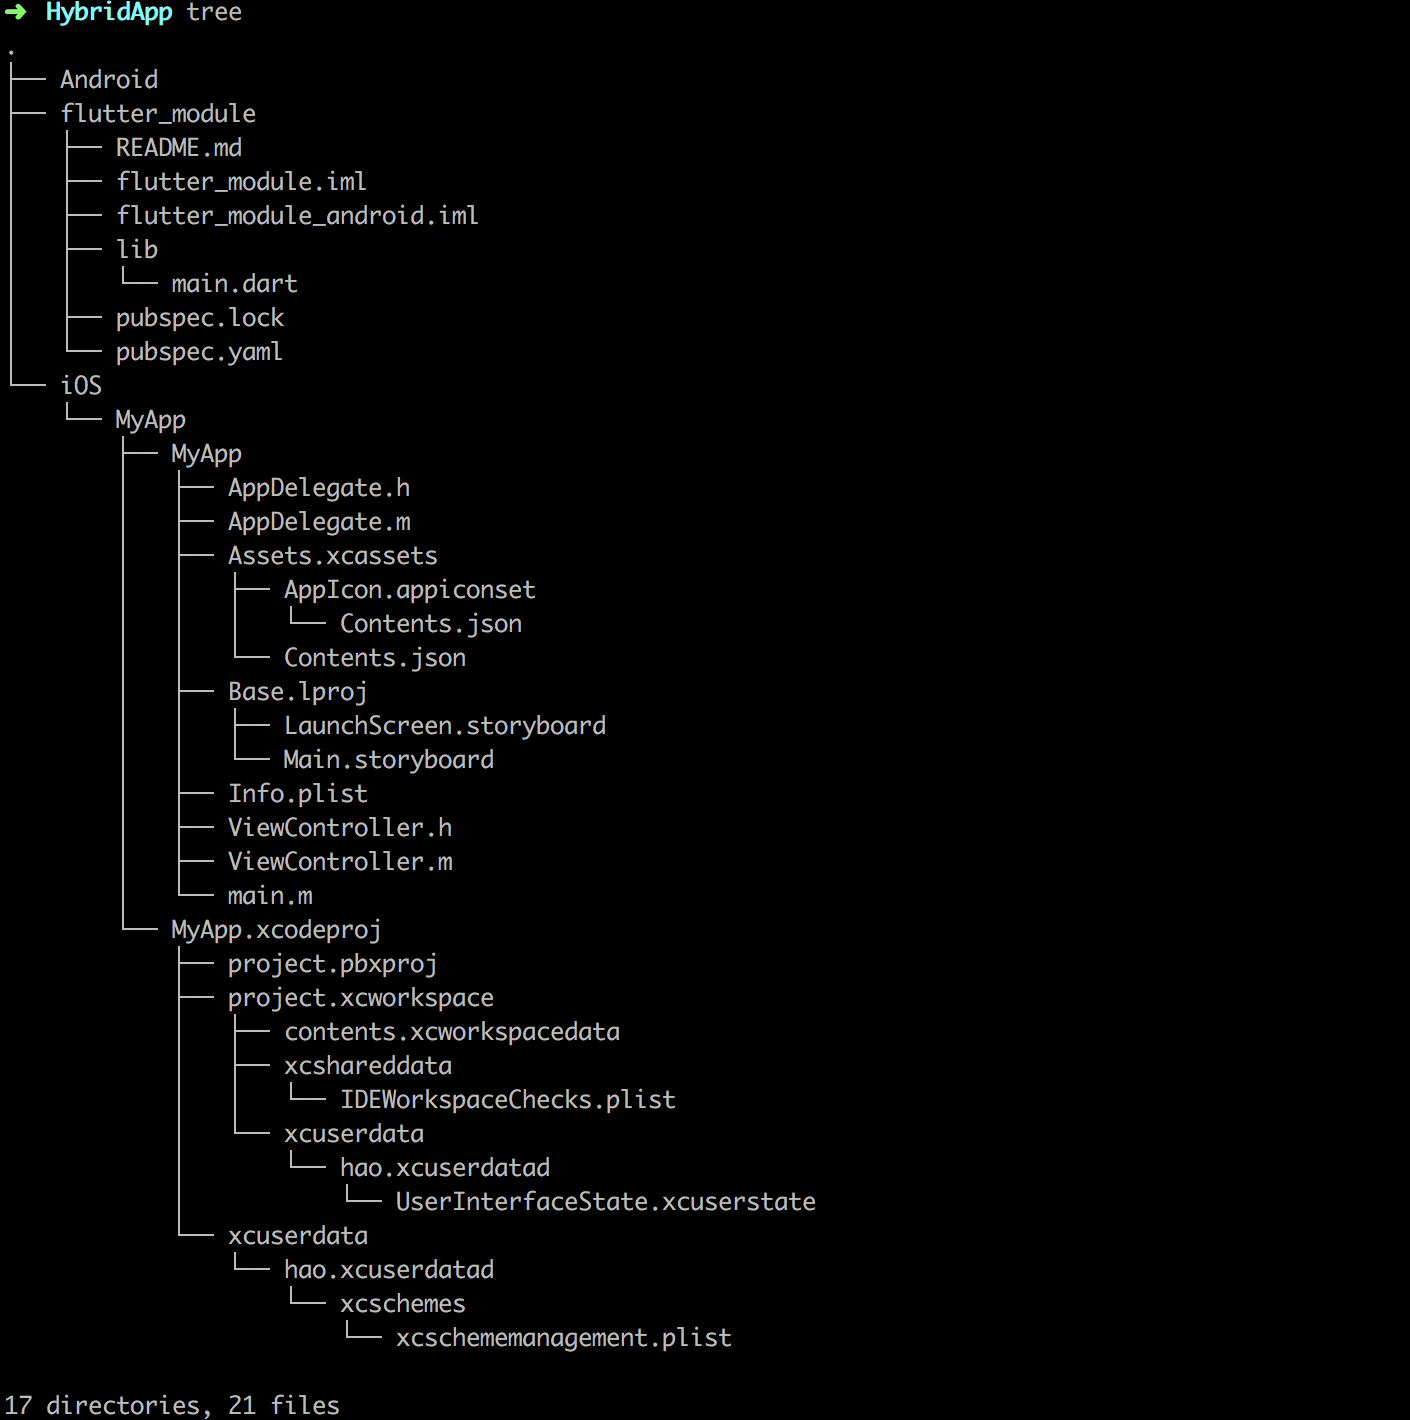 ➜ HybridApp tree
.
├── Android
├── flutter_module
│   ├── README.md
│   ├── flutter_module.iml
│   ├── flutter_module_android.iml
│   ├── lib
│   │   └── main.dart
│   ├── pubspec.lock
│   └── pubspec.yaml
└── iOS
    └── MyApp
        ├── MyApp
        │   ├── AppDelegate.h
        │   ├── AppDelegate.m
        │   ├── Assets.xcassets
        │   │   ├── AppIcon.appiconset
        │   │   │   └── Contents.json
        │   │   └── Contents.json
        │   ├── Base.lproj
        │   │   ├── LaunchScreen.storyboard
        │   │   └── Main.storyboard
        │   ├── Info.plist
        │   ├── ViewController.h
        │   ├── ViewController.m
        │   └── main.m
        └── MyApp.xcodeproj
            ├── project.pbxproj
            ├── project.xcworkspace
            │   ├── contents.xcworkspacedata
            │   ├── xcshareddata
            │   │   └── IDEWorkspaceChecks.plist
            │   └── xcuserdata
            │       └── hao.xcuserdatad
            │           └── UserInterfaceState.xcuserstate
            └── xcuserdata
                └── hao.xcuserdatad
                    └── xcschemes
                        └── xcschememanagement.plist
17 directories, 21 files